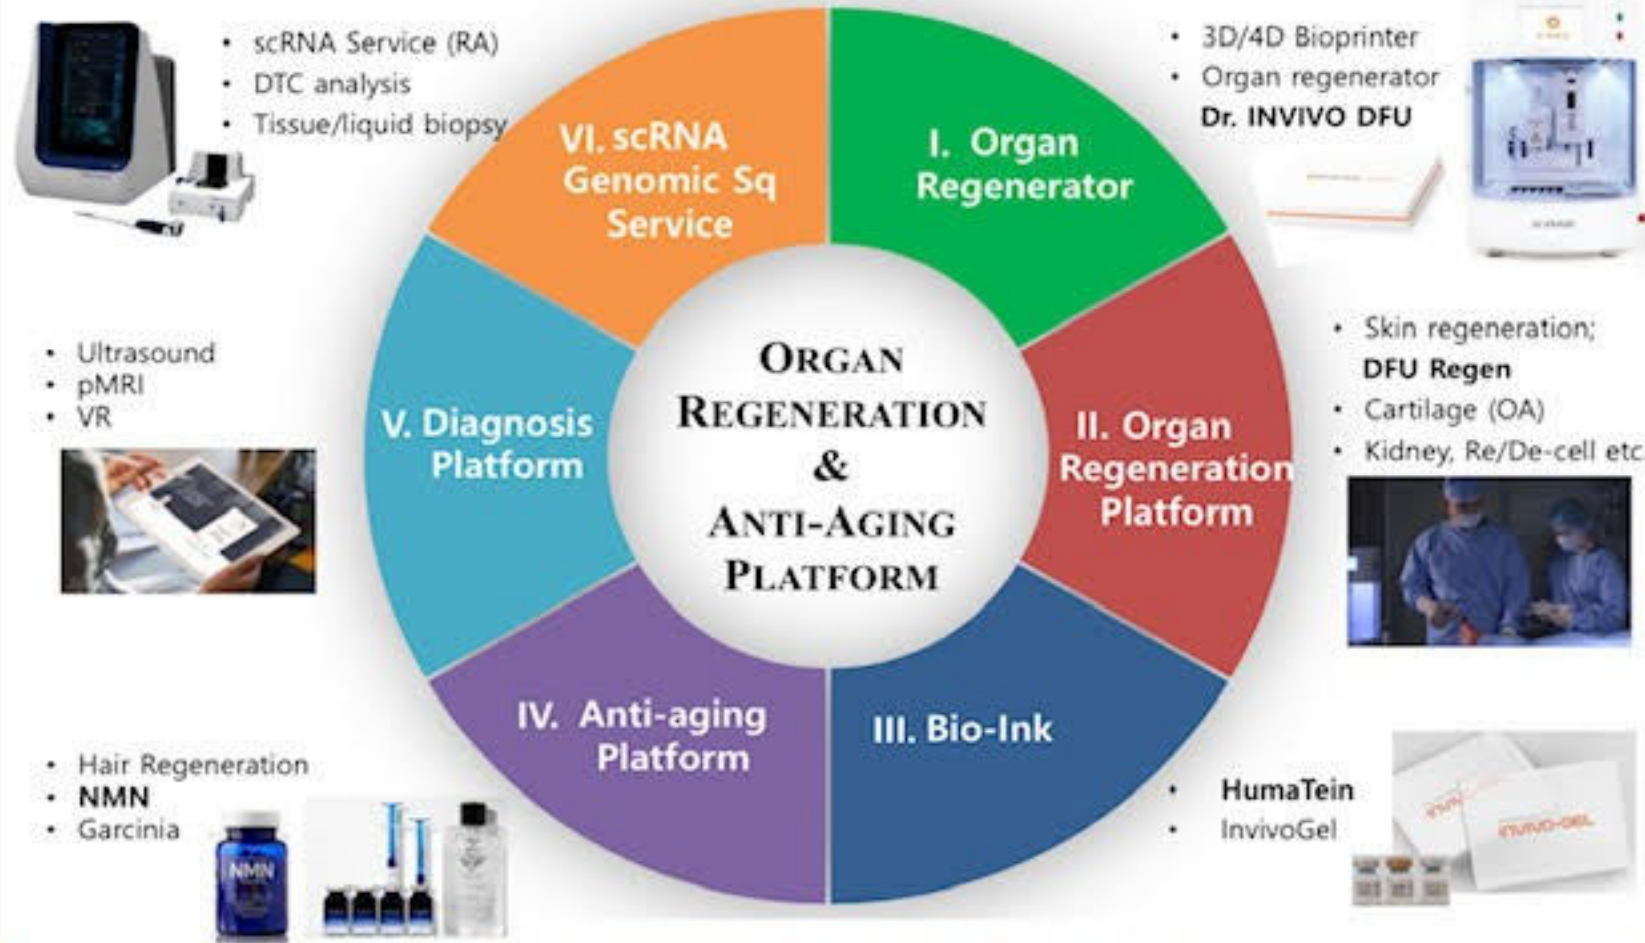 • scRNA Service (RA)
• DTC analysis
• Tissue/liquid biopsy
VI. scRNA
Genomic Sq
Service
I. Organ
Regenerator
• 3D/4D Bioprinter
• Organ regenerator
Dr. INVIVO DFU
• Ultrasound
• pMRI
• VR
V. Diagnosis
Platform
ORGAN
REGENERATION
&
ANTI-AGING
PLATFORM
II. Organ
Regeneration
Platform
• Skin regeneration;
DFU Regen
• Cartilage (OA)
• Kidney, Re/De-cell etc.
• Hair Regeneration
• NMN
• Garcinia
NMN
IV. Anti-aging
Platform
III. Bio-Ink
• HumaTein
• InvivoGel
INVIVO-GEL